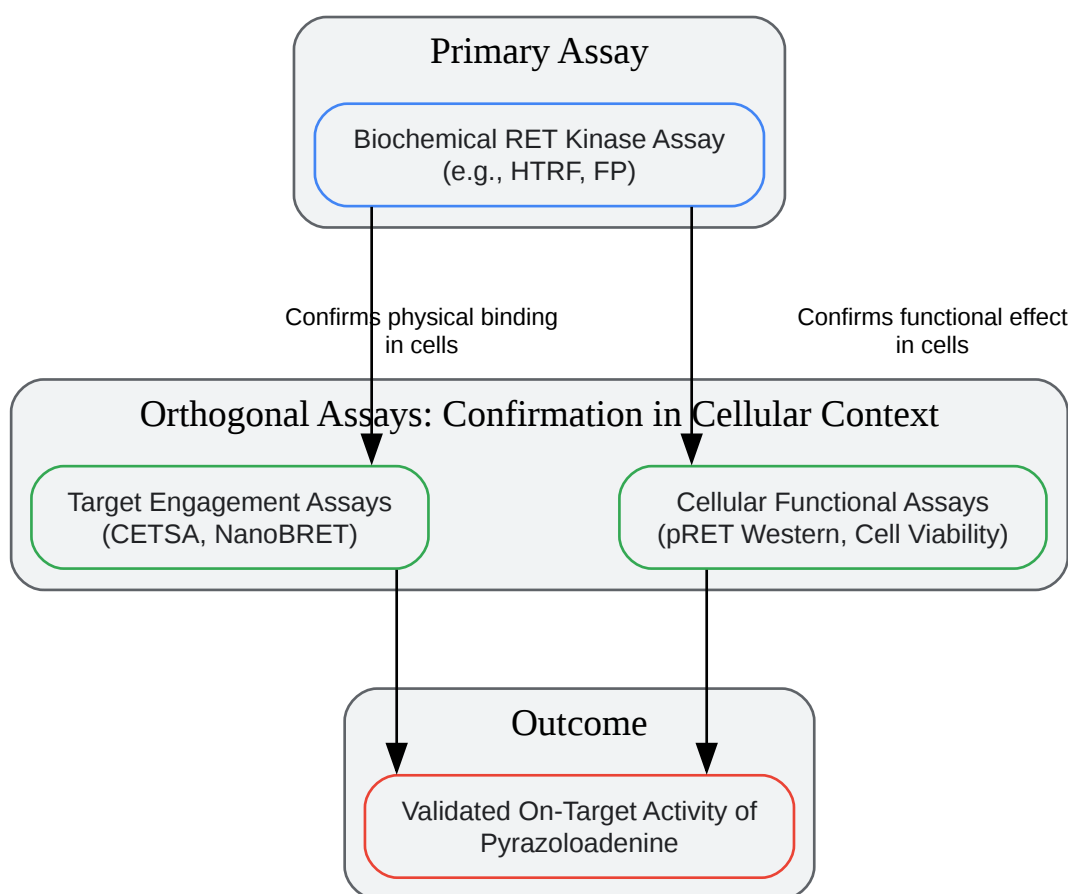 Primary Assay
Biochemical RET Kinase Assay
(e.g., HTRF, FP)
Confirms physical binding
in cells
Confirms functional effect
in cells
Orthogonal Assays: Confirmation in Cellular Context
Target Engagement Assays
(CETSA, NanoBRET)
Cellular Functional Assays
(pRET Western, Cell Viability)
Outcome
Validated On-Target Activity of
Pyrazoloadenine